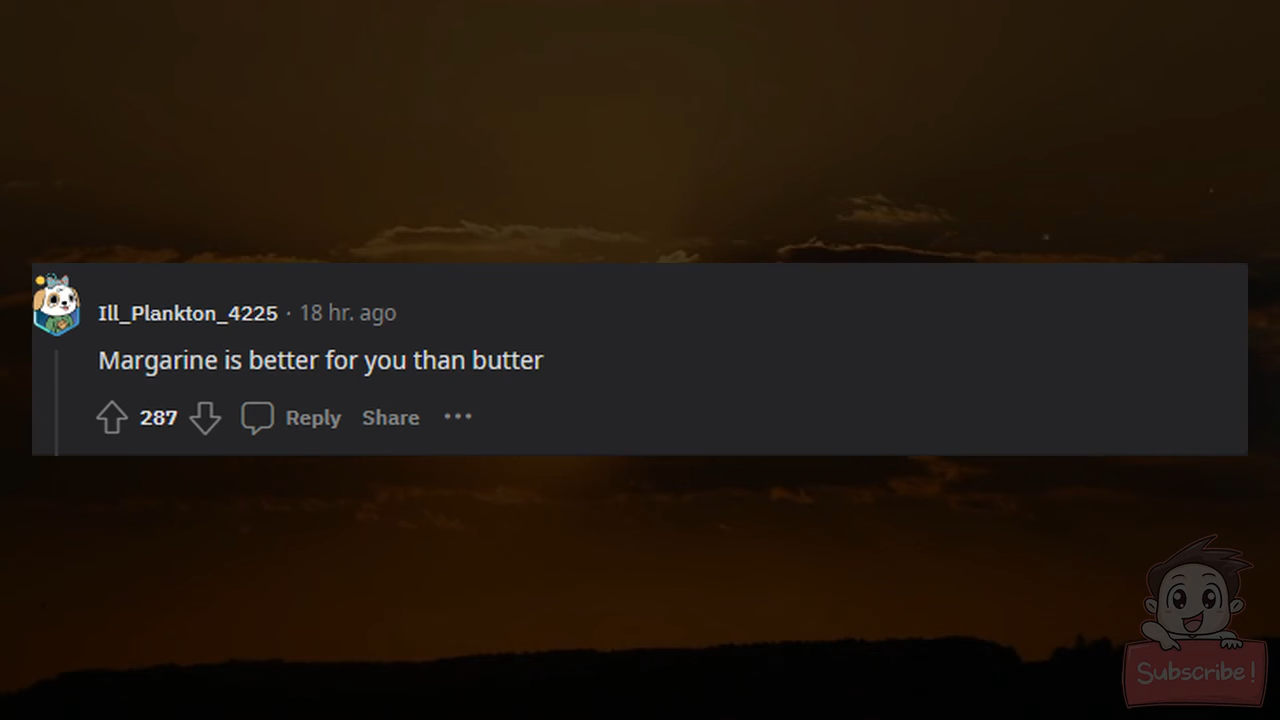 Ill_Plankton_4225 · 18 hr. ago
Margarine is better for you than butter
287 Reply Share ...
Subscribe!